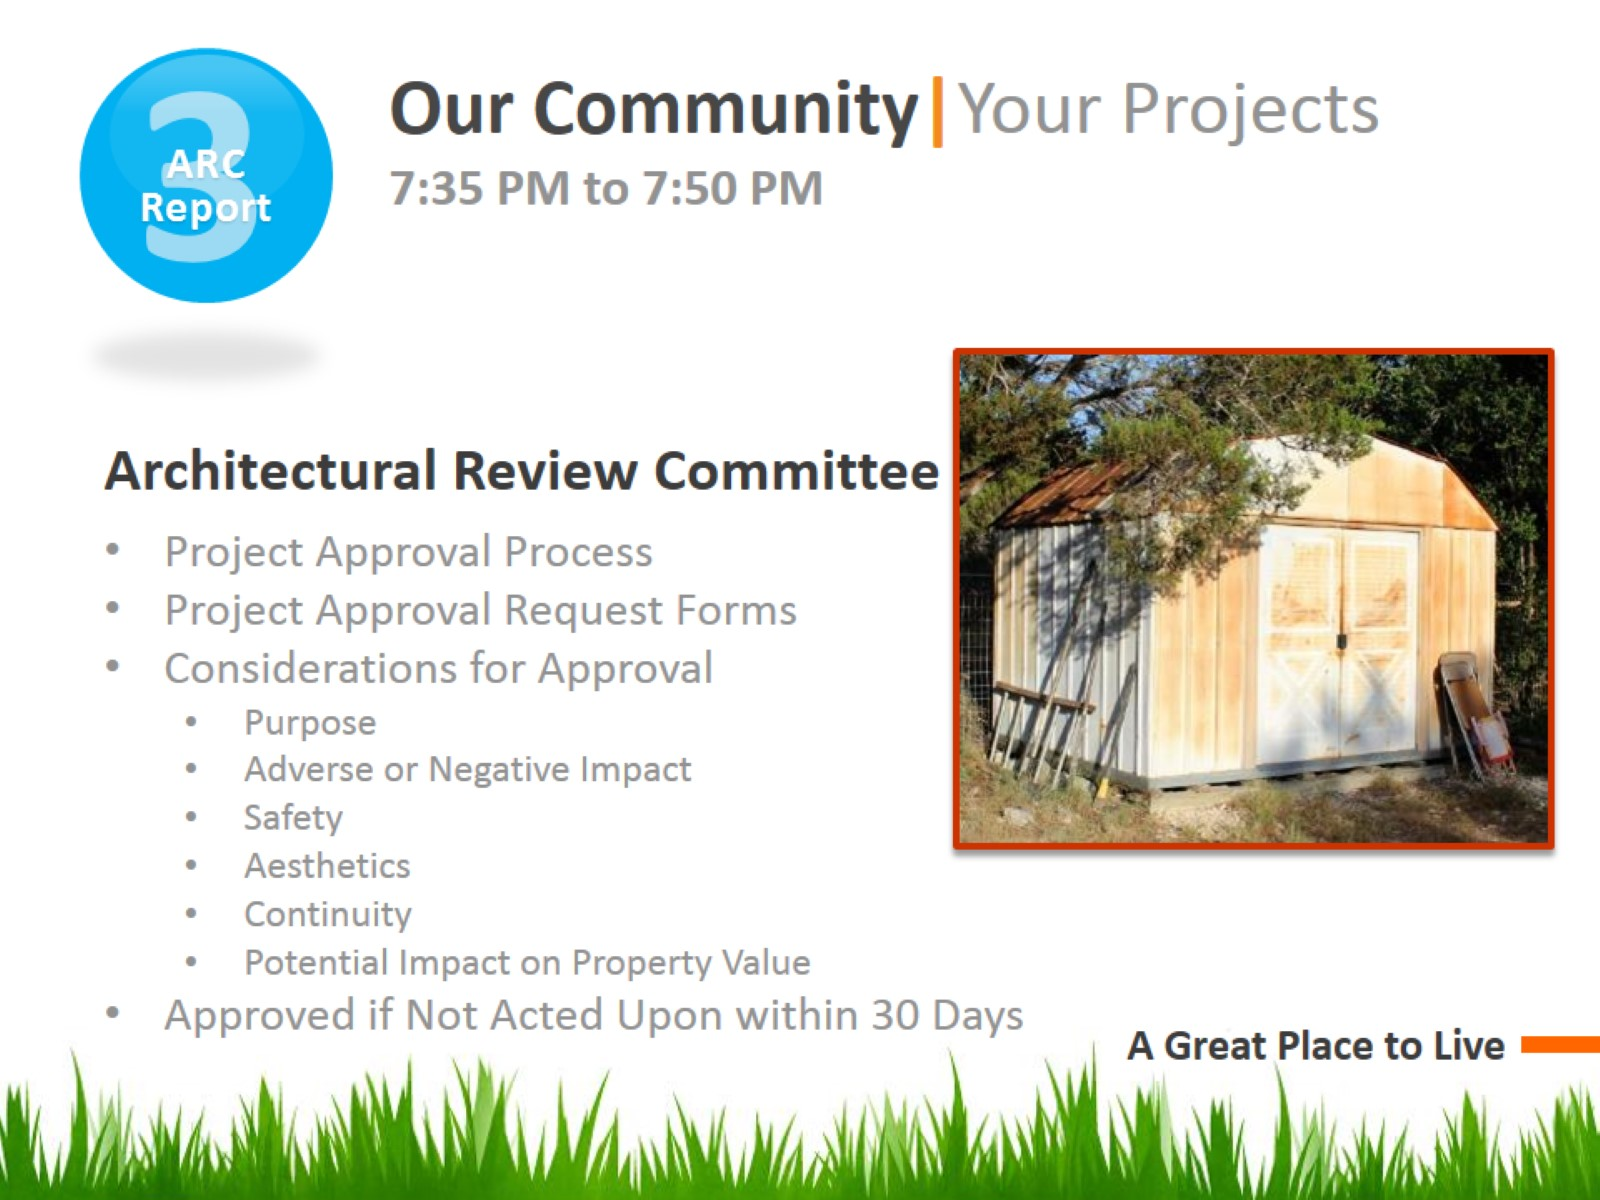 3
ARC
Report
Our Community|Your Projects
7:35 PM to 7:50 PM
Architectural Review Committee
• Project Approval Process
• Project Approval Request Forms
• Considerations for Approval
• Purpose
• Adverse or Negative Impact
• Safety
• Aesthetics
• Continuity
• Potential Impact on Property Value
• Approved if Not Acted Upon within 30 Days
A Great Place to Live